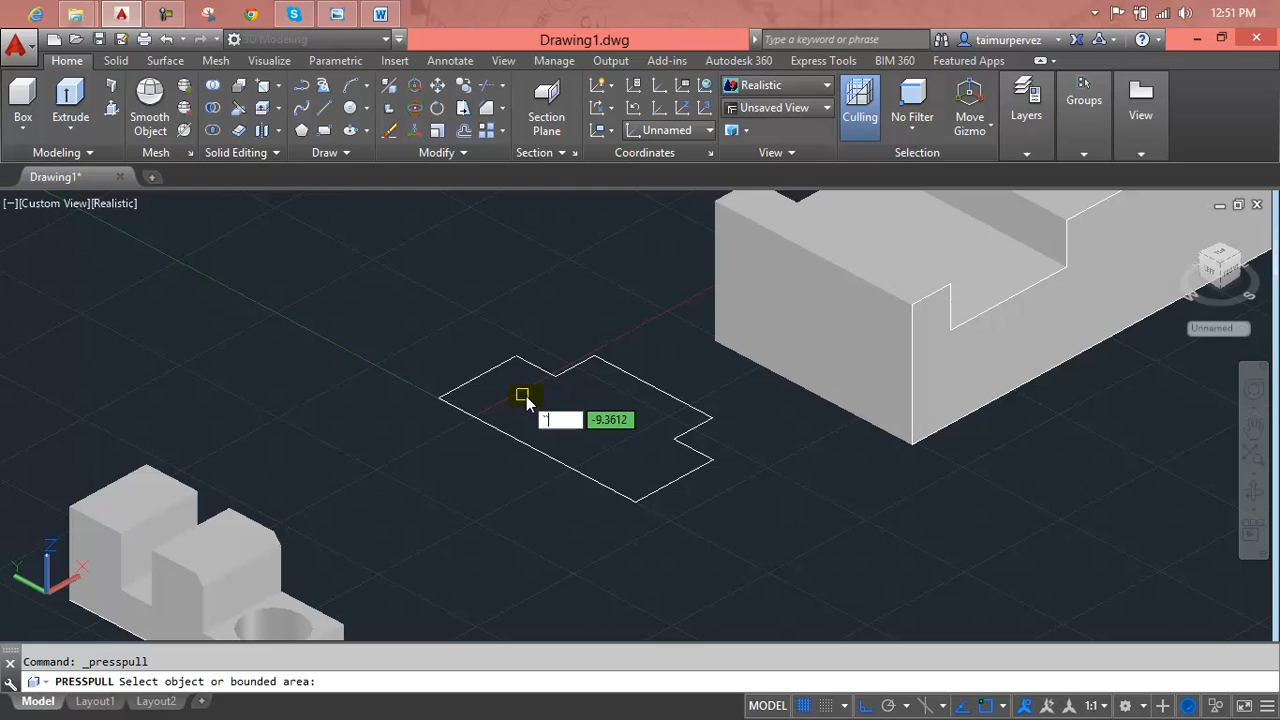 12:51 PM
3D Modeling
Drawing1.dwg
Type a keyword or phrase
taimurpervez
Home Solid Surface Mesh Visualize Parametric Insert Annotate View Manage Output Add-ins Autodesk 360 Express Tools BIM 360 Featured Apps
Realistic
Unsaved View
Unnamed
Box Extrude Smooth Object Section Plane Culling No Filter Move Gizmo Layers Groups View
Modeling Mesh Solid Editing Draw Modify Section Coordinates View Selection
Drawing1*
[−][Custom View][Realistic]
W S
Unnamed
-9.3612
Z
Y X
Command: _presspull
PRESSPULL Select object or bounded area:
Model Layout1 Layout2 MODEL 1:1